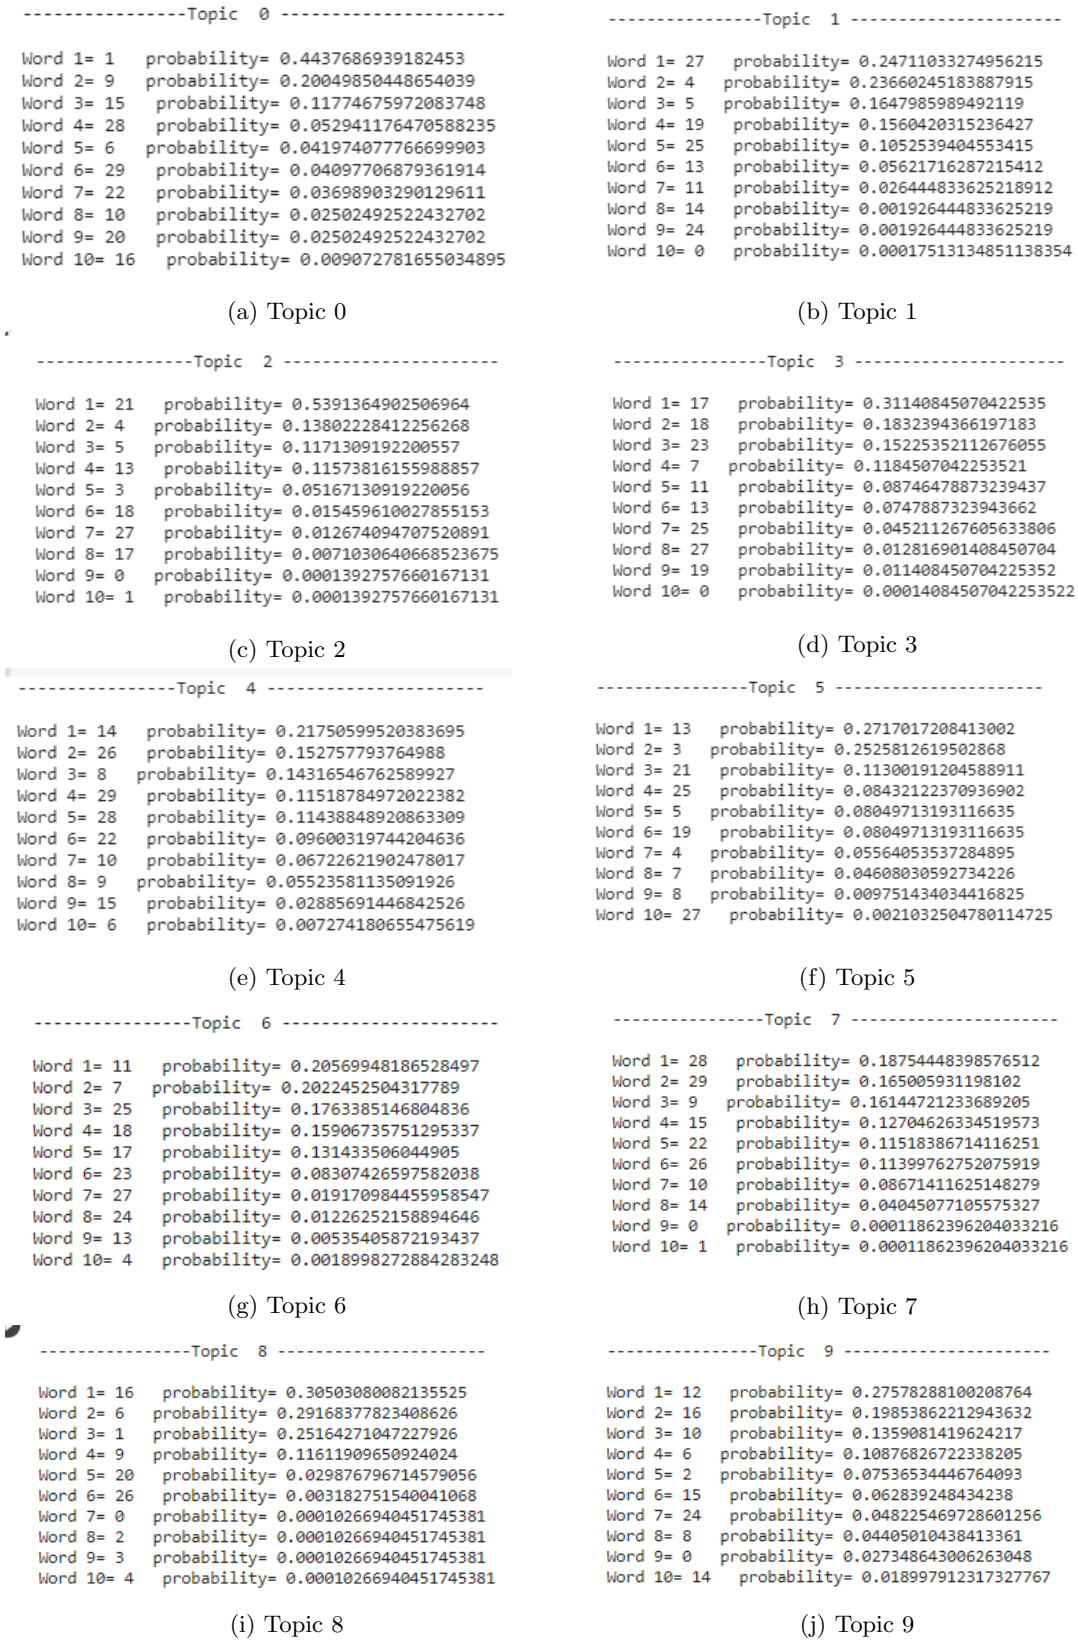 ----------------Topic  0 -----------------------
Word 1= 1   probability= 0.4437686939182453
Word 2= 9   probability= 0.20049850448654039
Word 3= 15   probability= 0.11774675972083748
Word 4= 28   probability= 0.052941176470588235
Word 5= 6   probability= 0.041974077766699903
Word 6= 29   probability= 0.040977068793619​14
Word 7= 22   probability= 0.03698903290129611
Word 8= 10   probability= 0.02502492522432702
Word 9= 20   probability= 0.02502492522432702
Word 10= 16   probability= 0.009072781655034895
(a) Topic 0
----------------Topic  1 ----------------------
Word 1= 27   probability= 0.24711033274956215
Word 2= 4   probability= 0.23660245183887915
Word 3= 5   probability= 0.1647985989492119
Word 4= 19   probability= 0.1560420315236427
Word 5= 25   probability= 0.1052539404553415
Word 6= 13   probability= 0.05621716287215412
Word 7= 11   probability= 0.026444833625218912
Word 8= 14   probability= 0.001926444833625219
Word 9= 24   probability= 0.001926444833625219
Word 10= 0   probability= 0.00017513134851138354
(b) Topic 1
----------------Topic  2 ----------------------
Word 1= 21   probability= 0.5391364902506964
Word 2= 4   probability= 0.13802228412256268
Word 3= 5   probability= 0.1171309192200557
Word 4= 13   probability= 0.11573816155988857
Word 5= 3   probability= 0.05167130919220056
Word 6= 18   probability= 0.015459610027855153
Word 7= 27   probability= 0.012674094707520891
Word 8= 17   probability= 0.0071030640668523675
Word 9= 0   probability= 0.0001392757660167131
Word 10= 1   probability= 0.0001392757660167131
(c) Topic 2
----------------Topic  3 ----------------------
Word 1= 17   probability= 0.31140845070422535
Word 2= 18   probability= 0.1832394366197183
Word 3= 23   probability= 0.15225352112676055
Word 4= 7   probability= 0.1184507042253521
Word 5= 11   probability= 0.08746478873239437
Word 6= 13   probability= 0.0747887323943662
Word 7= 25   probability= 0.045211267605633806
Word 8= 27   probability= 0.012816901408450704
Word 9= 19   probability= 0.011408450704225352
Word 10= 0   probability= 0.00014084507042253522
(d) Topic 3
----------------Topic  4 ----------------------
Word 1= 14   probability= 0.21750599520383695
Word 2= 26   probability= 0.152757793764988
Word 3= 8   probability= 0.14316546762589927
Word 4= 29   probability= 0.11518784972022382
Word 5= 28   probability= 0.11438848920863309
Word 6= 22   probability= 0.09600319744204636
Word 7= 10   probability= 0.06722621902478017
Word 8= 9   probability= 0.05523581135091926
Word 9= 15   probability= 0.02885691446842526
Word 10= 6   probability= 0.007274180655475619
(e) Topic 4
----------------Topic  5 ----------------------
Word 1= 13   probability= 0.2717017208413002
Word 2= 3   probability= 0.2525812619502868
Word 3= 21   probability= 0.11300191204588911
Word 4= 25   probability= 0.08432122370936902
Word 5= 5   probability= 0.08049713193116635
Word 6= 19   probability= 0.08049713193116635
Word 7= 4   probability= 0.05564053537284895
Word 8= 7   probability= 0.04608030592734226
Word 9= 8   probability= 0.009751434034416825
Word 10= 27   probability= 0.0021032504780114725
(f) Topic 5
----------------Topic  6 ----------------------
Word 1= 11   probability= 0.20569948186528497
Word 2= 7   probability= 0.2022452504317789
Word 3= 25   probability= 0.1763385146804836
Word 4= 18   probability= 0.15906735751295337
Word 5= 17   probability= 0.131433506044905
Word 6= 23   probability= 0.08307426597582038
Word 7= 27   probability= 0.019170984455958547
Word 8= 24   probability= 0.01226252158894646
Word 9= 13   probability= 0.00535405872193437
Word 10= 4   probability= 0.0018998272884283248
(g) Topic 6
----------------Topic  7 ----------------------
Word 1= 28   probability= 0.18754448398576512
Word 2= 29   probability= 0.165005931198102
Word 3= 9   probability= 0.16144721233689205
Word 4= 15   probability= 0.12704626334519573
Word 5= 22   probability= 0.11518386714116251
Word 6= 26   probability= 0.11399762752075919
Word 7= 10   probability= 0.08671411625148279
Word 8= 14   probability= 0.04045077105575327
Word 9= 0   probability= 0.00011862396204033216
Word 10= 1   probability= 0.00011862396204033216
(h) Topic 7
----------------Topic  8 ----------------------
Word 1= 16   probability= 0.30503080082135525
Word 2= 6   probability= 0.29168377823408626
Word 3= 1   probability= 0.25164271047227926
Word 4= 9   probability= 0.11611909650924024
Word 5= 20   probability= 0.029876796714579056
Word 6= 26   probability= 0.003182751540041068
Word 7= 0   probability= 0.00010266940451745381
Word 8= 2   probability= 0.00010266940451745381
Word 9= 3   probability= 0.00010266940451745381
Word 10= 4   probability= 0.00010266940451745381
(i) Topic 8
----------------Topic  9 ----------------------
Word 1= 12   probability= 0.27578288100208764
Word 2= 16   probability= 0.19853862212943632
Word 3= 10   probability= 0.1359081419624217
Word 4= 6   probability= 0.10876826722338205
Word 5= 2   probability= 0.07536534446764093
Word 6= 15   probability= 0.062839248434238
Word 7= 24   probability= 0.048225469728601256
Word 8= 8   probability= 0.04405010438413361
Word 9= 0   probability= 0.027348643006263048
Word 10= 14   probability= 0.018997912317327767
(j) Topic 9